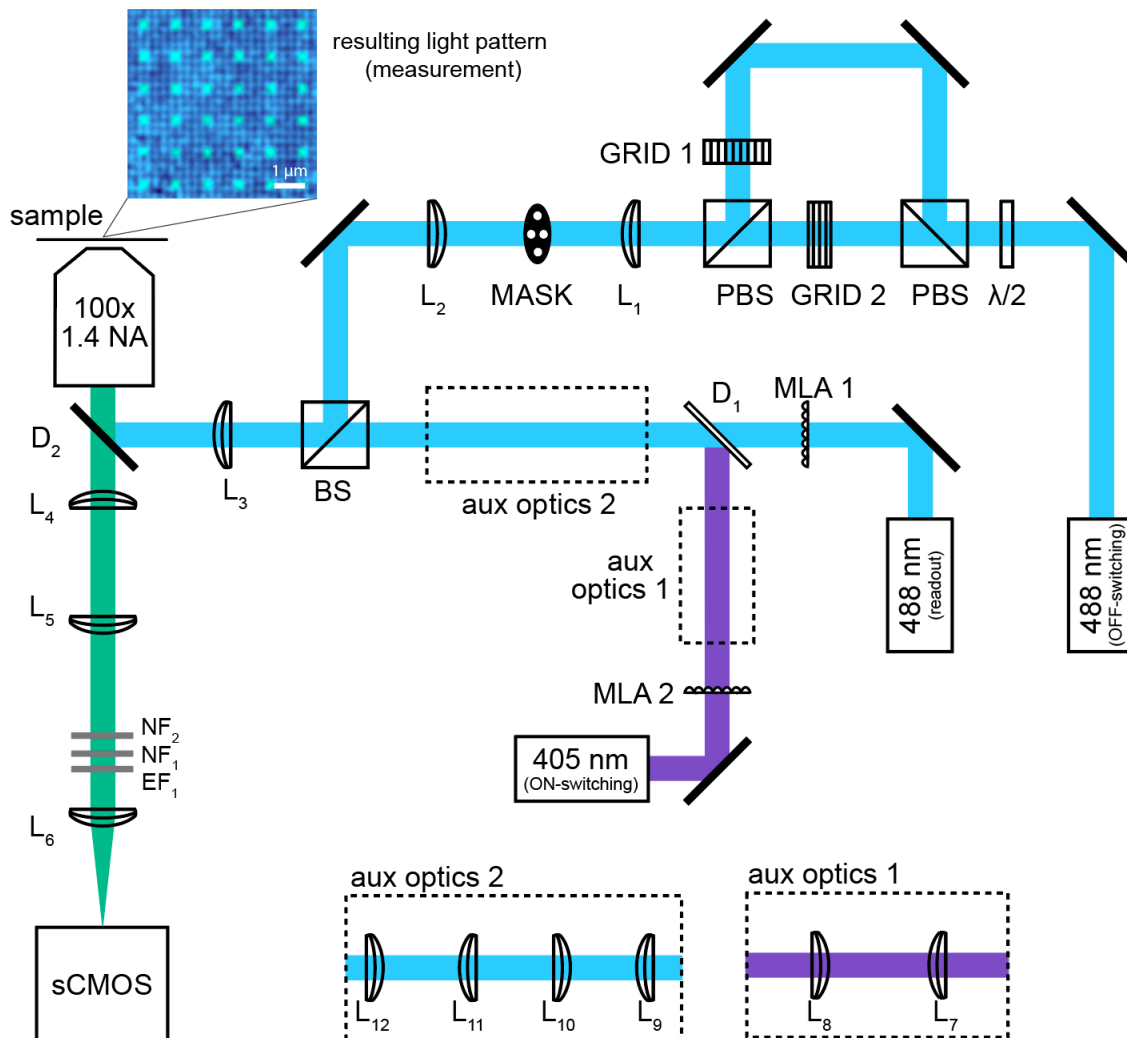 resulting light pattern
(measurement)
1 µm
sample
GRID 1
100x
1.4 NA
L2
MASK
L1
PBS
GRID 2
PBS
λ/2
D1
MLA 1
D2
L3
BS
aux optics 2
L4
aux
optics 1
488 nm
(readout)
488 nm
(OFF-switching)
L5
MLA 2
NF2
NF1
EF1
405 nm
(ON-switching)
L6
aux optics 2
aux optics 1
sCMOS
L12
L11
L10
L9
L8
L7